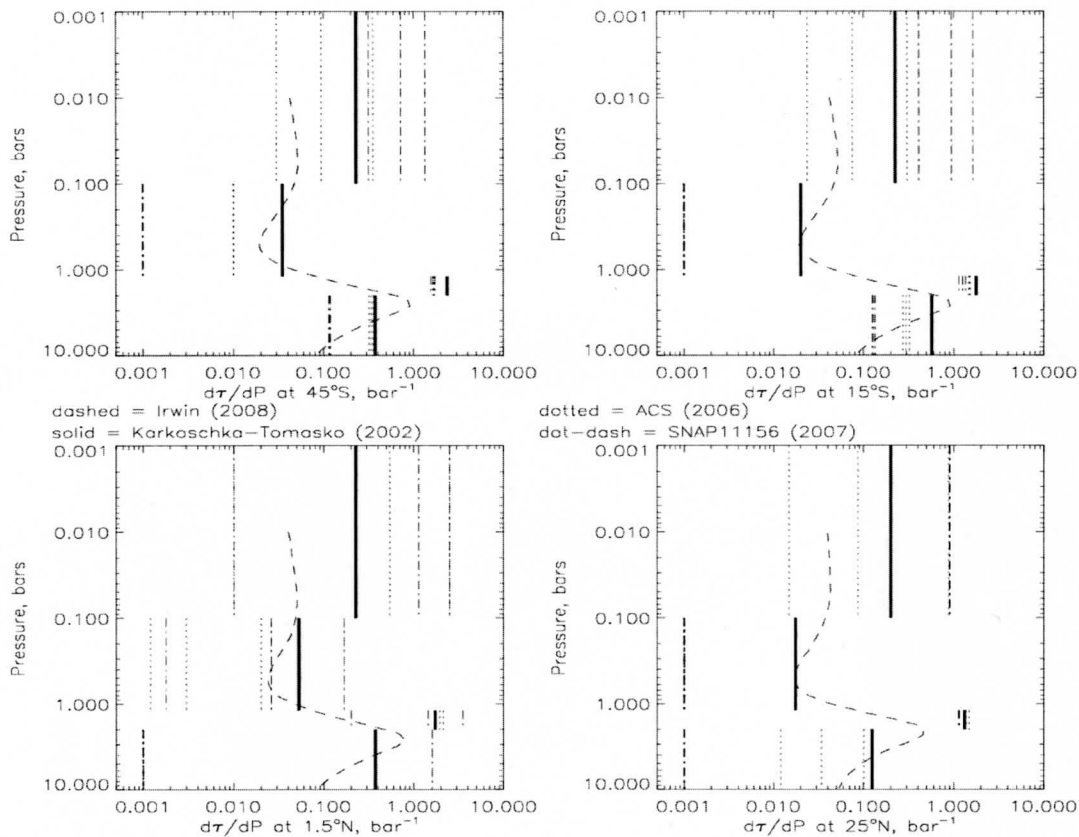 0.001
0.010
0.100
1.000
10.000
Pressure, bars
0.001 0.010 0.100 1.000 10.000
dτ/dP at 45°S, bar⁻¹
0.001
0.010
0.100
1.000
10.000
Pressure, bars
0.001 0.010 0.100 1.000 10.000
dτ/dP at 15°S, bar⁻¹
dashed = Irwin (2008)
solid = Karkoschka-Tomasko (2002)
dotted = ACS (2006)
dot-dash = SNAP11156 (2007)
0.001
0.010
0.100
1.000
10.000
Pressure, bars
0.001 0.010 0.100 1.000 10.000
dτ/dP at 1.5°N, bar⁻¹
0.001
0.010
0.100
1.000
10.000
Pressure, bars
0.001 0.010 0.100 1.000 10.000
dτ/dP at 25°N, bar⁻¹